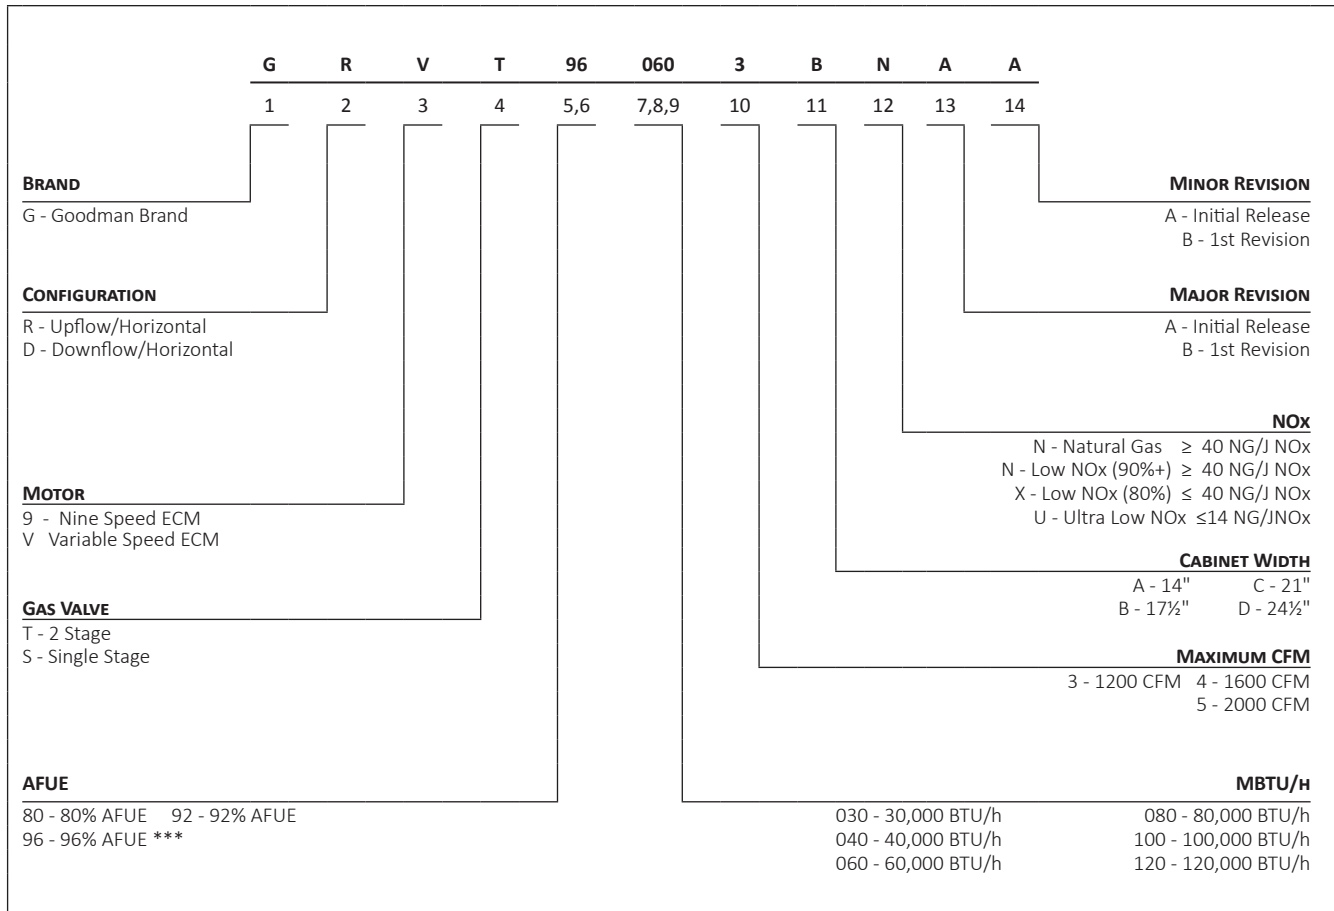 G R V T 96 060 3 B N A A
1 2 3 4 5,6 7,8,9 10 11 12 13 14
BRAND
G - Goodman Brand
CONFIGURATION
R - Upflow/Horizontal
D - Downflow/Horizontal
MOTOR
9 - Nine Speed ECM
V Variable Speed ECM
GAS VALVE
T - 2 Stage
S - Single Stage
AFUE
80 - 80% AFUE 92 - 92% AFUE
96 - 96% AFUE ***
MINOR REVISION
A - Initial Release
B - 1st Revision
MAJOR REVISION
A - Initial Release
B - 1st Revision
NOx
N - Natural Gas ≥ 40 NG/J NOx
N - Low NOx (90%+) ≥ 40 NG/J NOx
X - Low NOx (80%) ≤ 40 NG/J NOx
U - Ultra Low NOx ≤14 NG/JNOx
CABINET WIDTH
A - 14" C - 21"
B - 17½" D - 24½"
MAXIMUM CFM
3 - 1200 CFM 4 - 1600 CFM
5 - 2000 CFM
MBTU/H
030 - 30,000 BTU/h 080 - 80,000 BTU/h
040 - 40,000 BTU/h 100 - 100,000 BTU/h
060 - 60,000 BTU/h 120 - 120,000 BTU/h